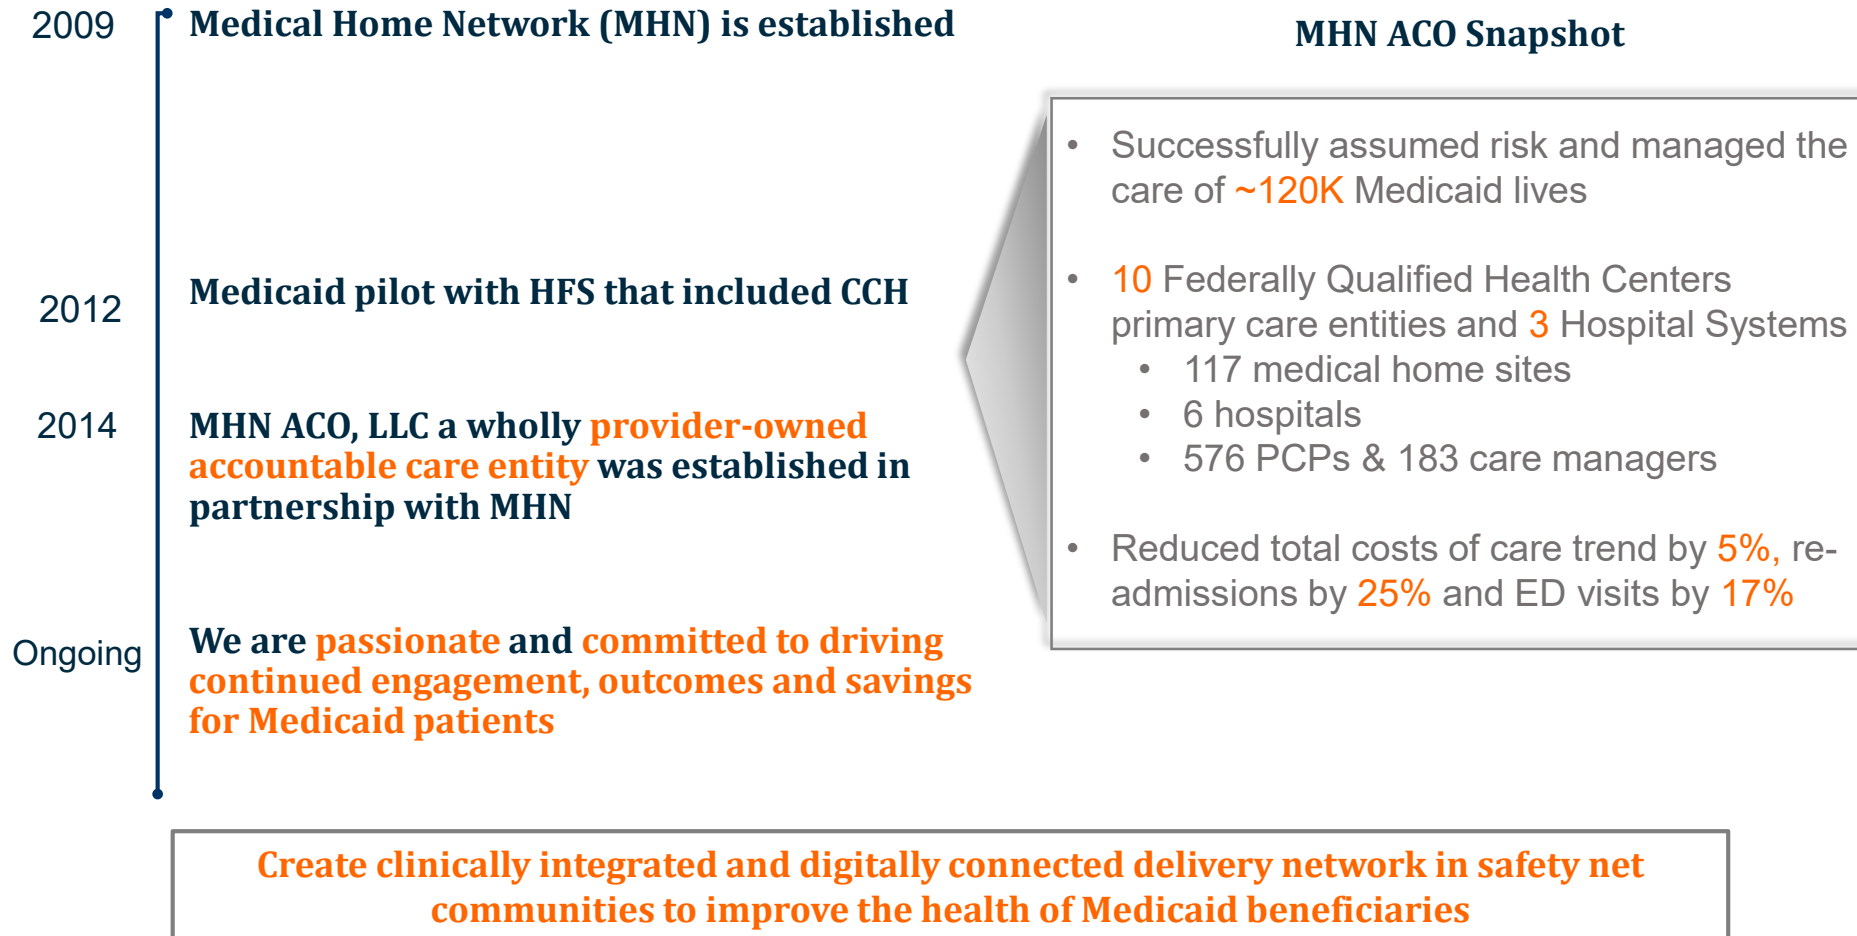 2009
Medical Home Network (MHN) is established
2012
Medicaid pilot with HFS that included CCH
2014
MHN ACO, LLC a wholly provider-owned
accountable care entity was established in
partnership with MHN
Ongoing
We are passionate and committed to driving
continued engagement, outcomes and savings
for Medicaid patients
MHN ACO Snapshot
• Successfully assumed risk and managed the
care of ~120K Medicaid lives
• 10 Federally Qualified Health Centers
primary care entities and 3 Hospital Systems
• 117 medical home sites
• 6 hospitals
• 576 PCPs & 183 care managers
• Reduced total costs of care trend by 5%, re-
admissions by 25% and ED visits by 17%
Create clinically integrated and digitally connected delivery network in safety net
communities to improve the health of Medicaid beneficiaries